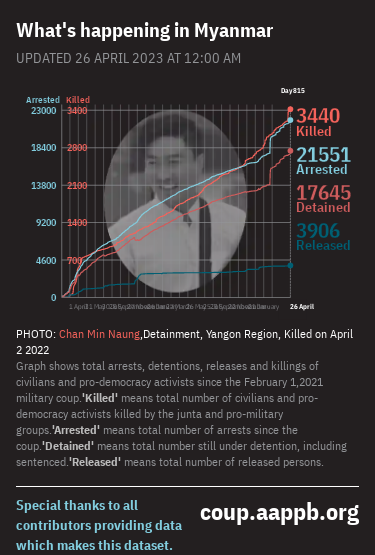 What's happening in Myanmar
UPDATED 26 APRIL 2023 AT 12:00 AM
Day815
Arrested Killed
23000 3400
18400 2800
13800 2100
9200 1400
4600 700
0
3440
Killed
21551
Arrested
17645
Detained
3906
Released
26 April
PHOTO: Chan Min Naung,Detainment, Yangon Region, Killed on April
2 2022
Graph shows total arrests, detentions, releases and killings of
civilians and pro-democracy activists since the February 1,2021
military coup.'Killed' means total number of civilians and pro-
democracy activists killed by the junta and pro-military
groups.'Arrested' means total number of arrests since the
coup.'Detained' means total number still under detention, including
sentenced.'Released' means total number of released persons.
Special thanks to all
contributors providing data
which makes this dataset.
coup.aappb.org